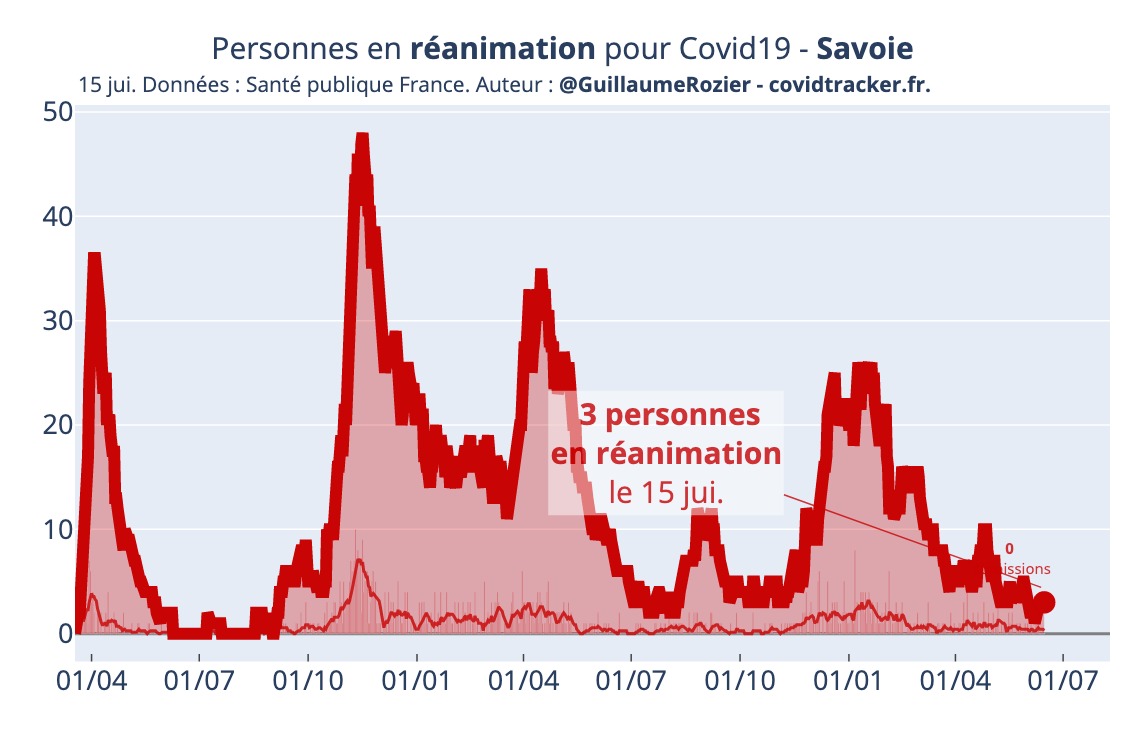 Personnes en réanimation pour Covid19 - Savoie
15 jui. Données : Santé publique France. Auteur : @GuillaumeRozier - covidtracker.fr.
50
40
30
20
10
0
3 personnes
en réanimation
le 15 jui.
0
01/04 01/07 01/10 01/01 01/04 01/07 01/10 01/01 01/04 01/07